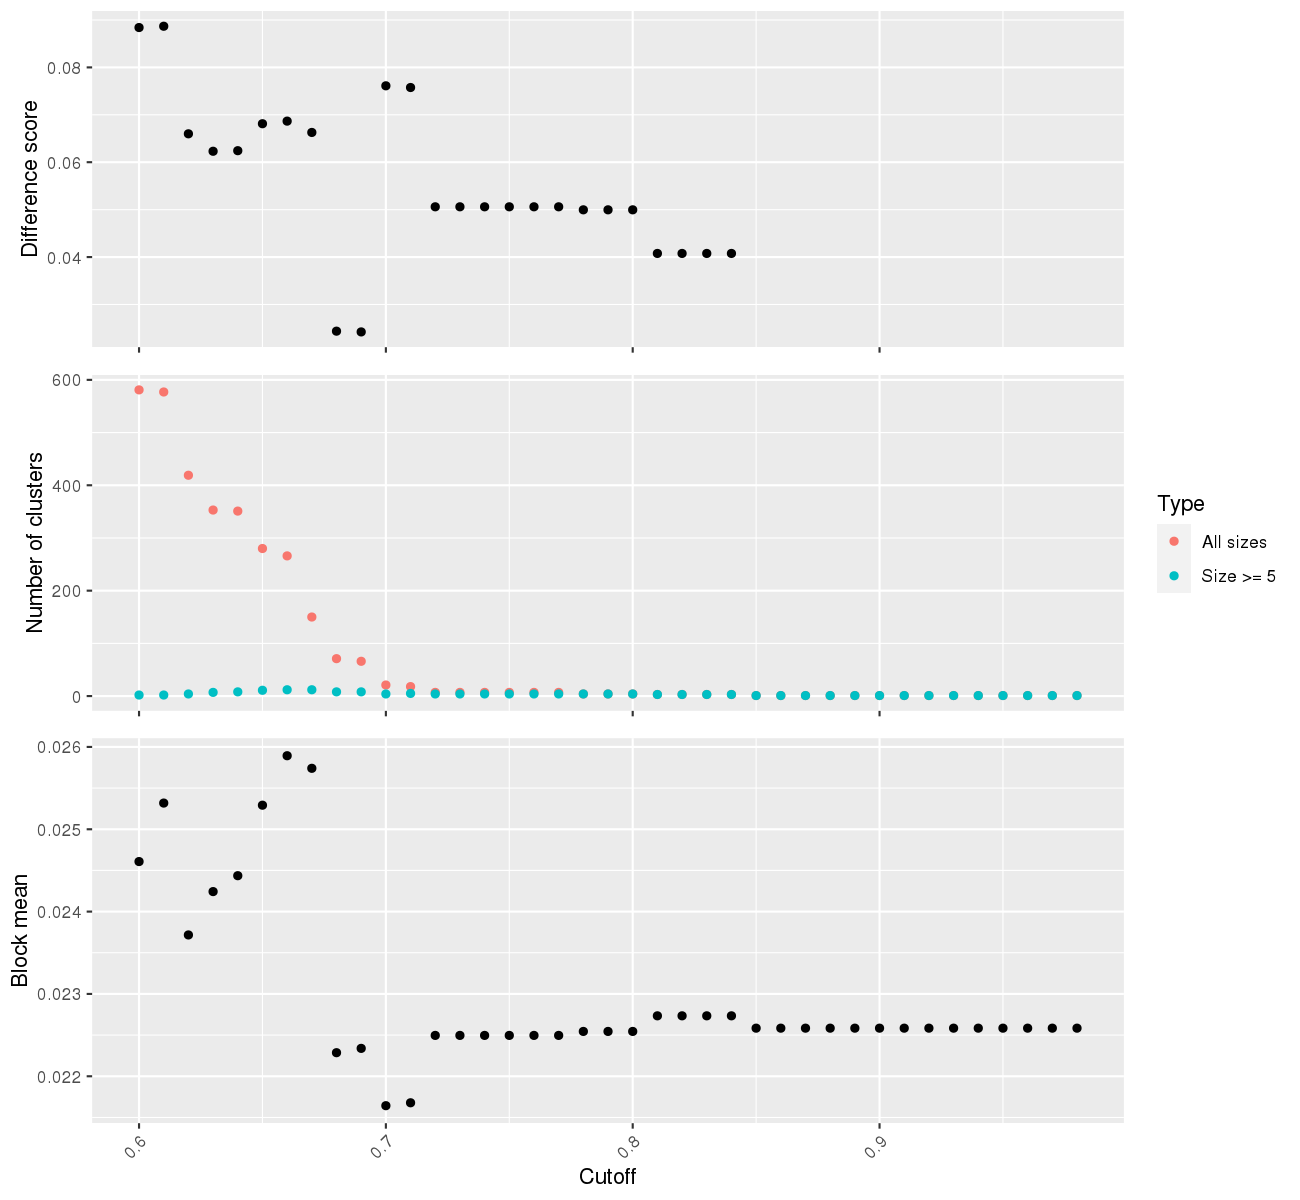 Difference score
0.08
0.06
0.04
Number of clusters
600
400
200
0
Type
All sizes
Size >= 5
Block mean
0.026
0.025
0.024
0.023
0.022
0.6
0.7
0.8
0.9
Cutoff